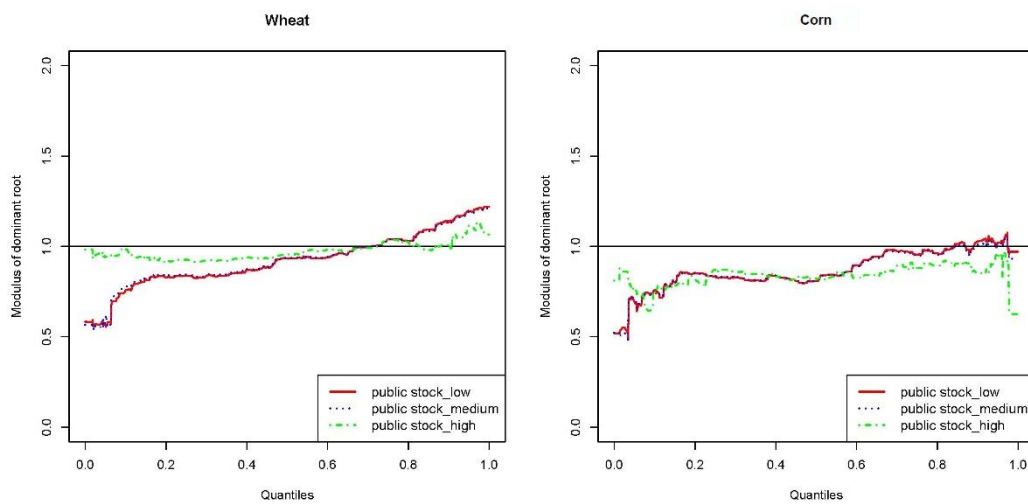 Wheat
Modulus of dominant root
2.0
1.5
1.0
0.5
0.0
public stock_low
public stock_medium
public stock_high
0.0 0.2 0.4 0.6 0.8 1.0
Quantiles
Corn
Modulus of dominant root
2.0
1.5
1.0
0.5
0.0
public stock_low
public stock_medium
public stock_high
0.0 0.2 0.4 0.6 0.8 1.0
Quantiles